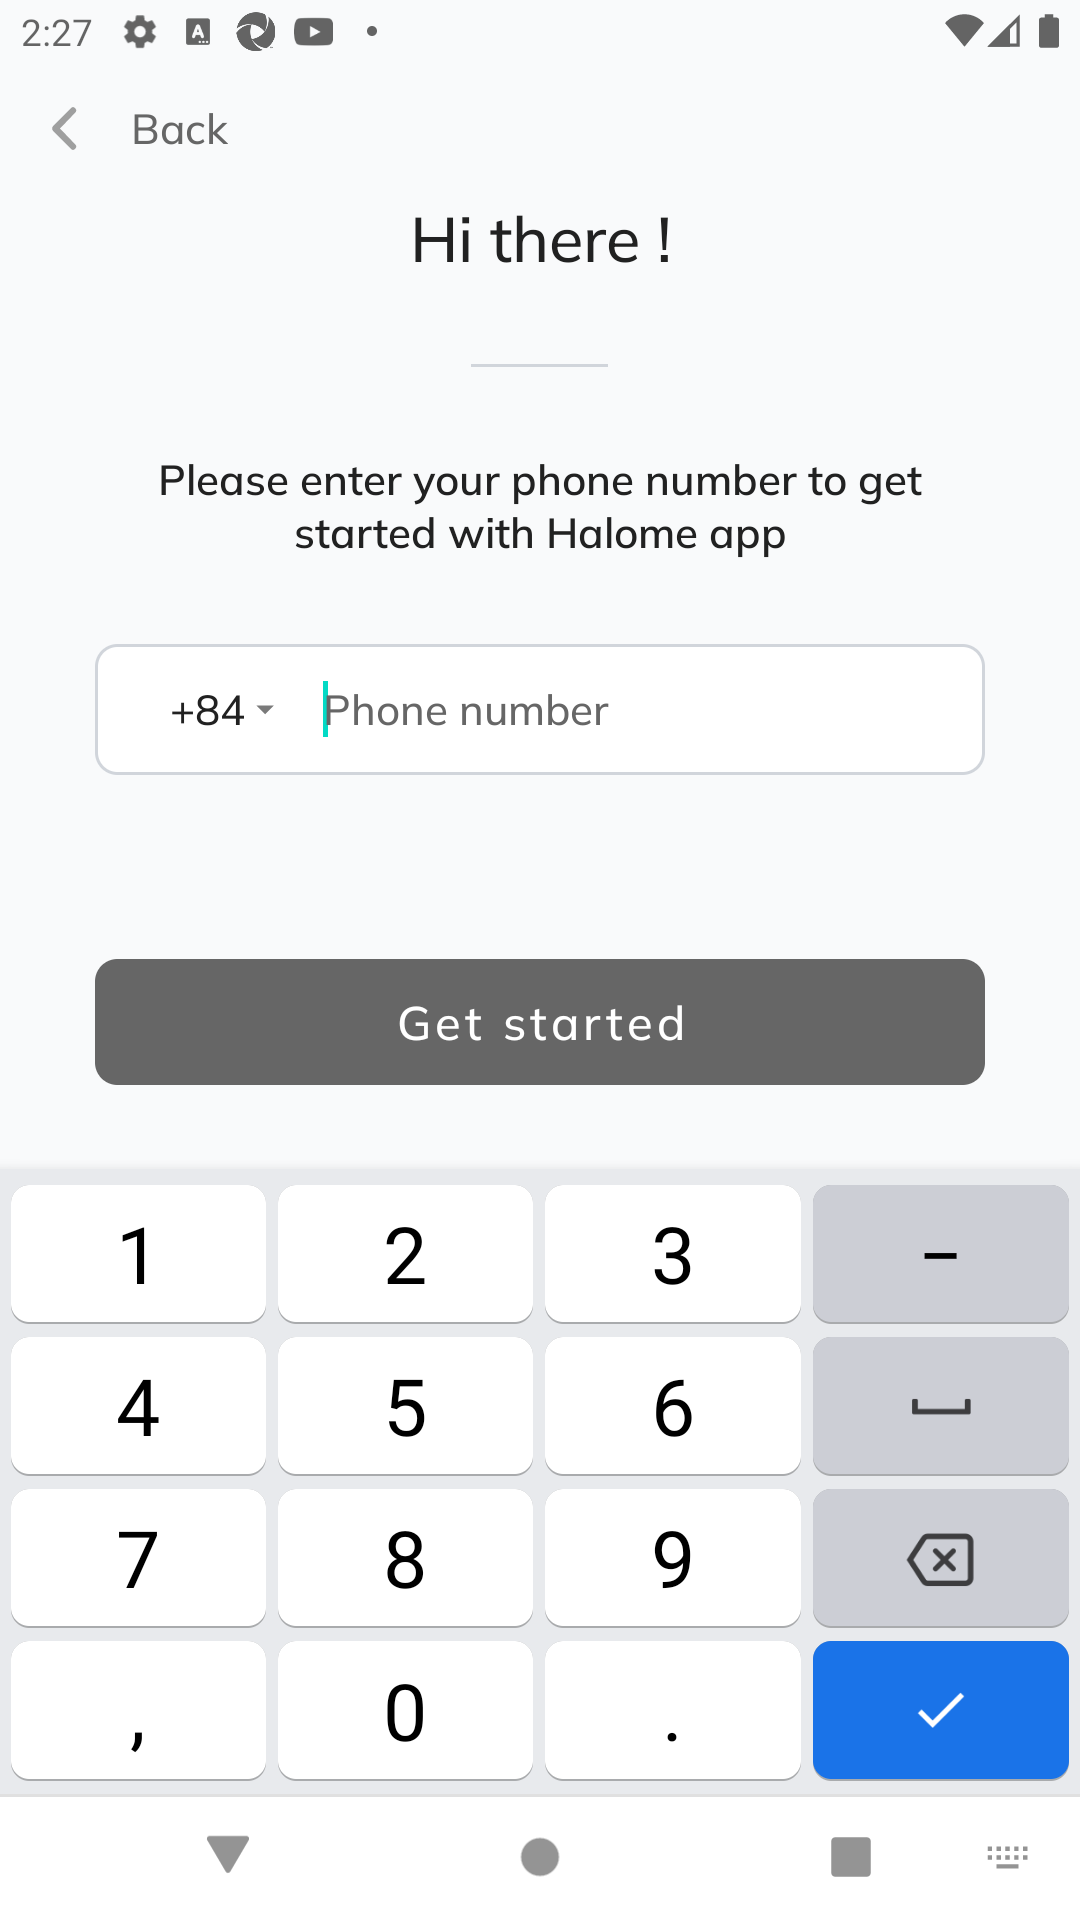 2:27
Back
Hi there !
Please enter your phone number to get
started with Halome app
+84 Phone number
Get started
1 2 3 –
4 5 6
7 8 9
, 0 .